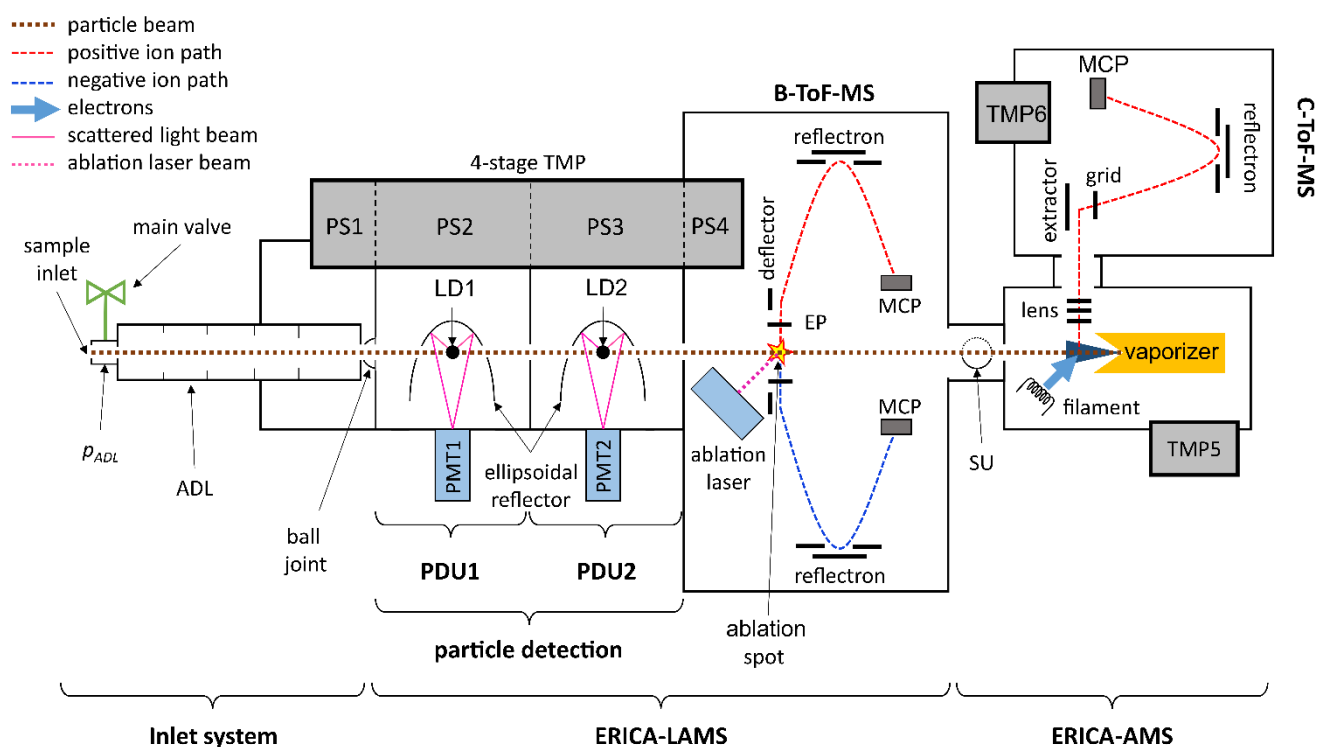 particle beam
positive ion path
negative ion path
electrons
scattered light beam
ablation laser beam
B-ToF-MS
C-ToF-MS
MCP
TMP6
reflectron
grid
extractor
4-stage TMP
PS1
PS2
PS3
PS4
reflectron
deflector
MCP
EP
main valve
sample
inlet
LD1
LD2
lens
vaporizer
filament
TMP5
SU
pADL
ADL
ball
joint
PMT1
PMT2
ellipsoidal
reflector
ablation
laser
MCP
reflectron
ablation
spot
PDU1
PDU2
particle detection
Inlet system
ERICA-LAMS
ERICA-AMS